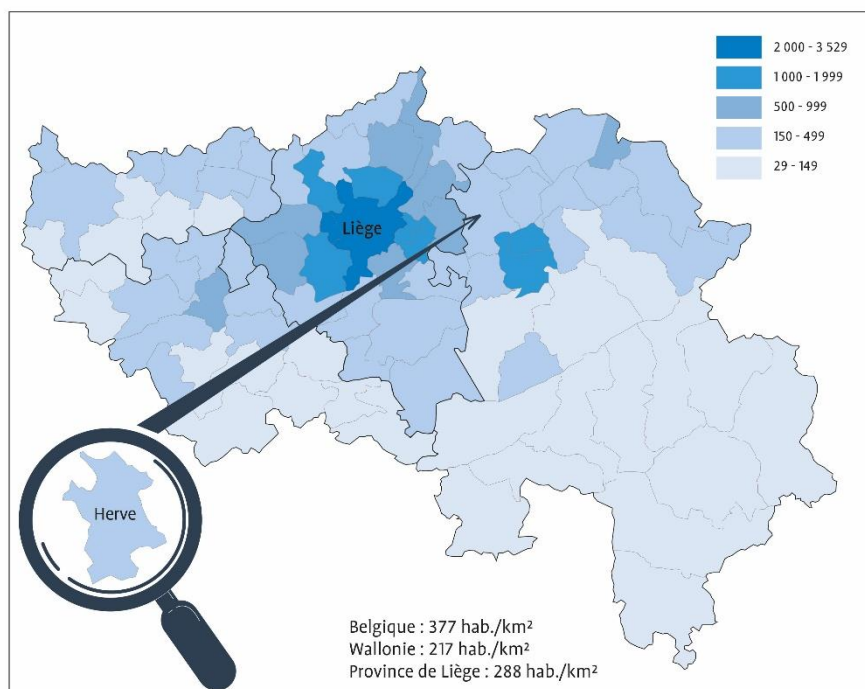 2 000 - 3 529
1 000 - 1 999
500 - 999
150 - 499
29 - 149
Liège
Herve
Belgique : 377 hab./km²
Wallonie : 217 hab./km²
Province de Liège : 288 hab./km²